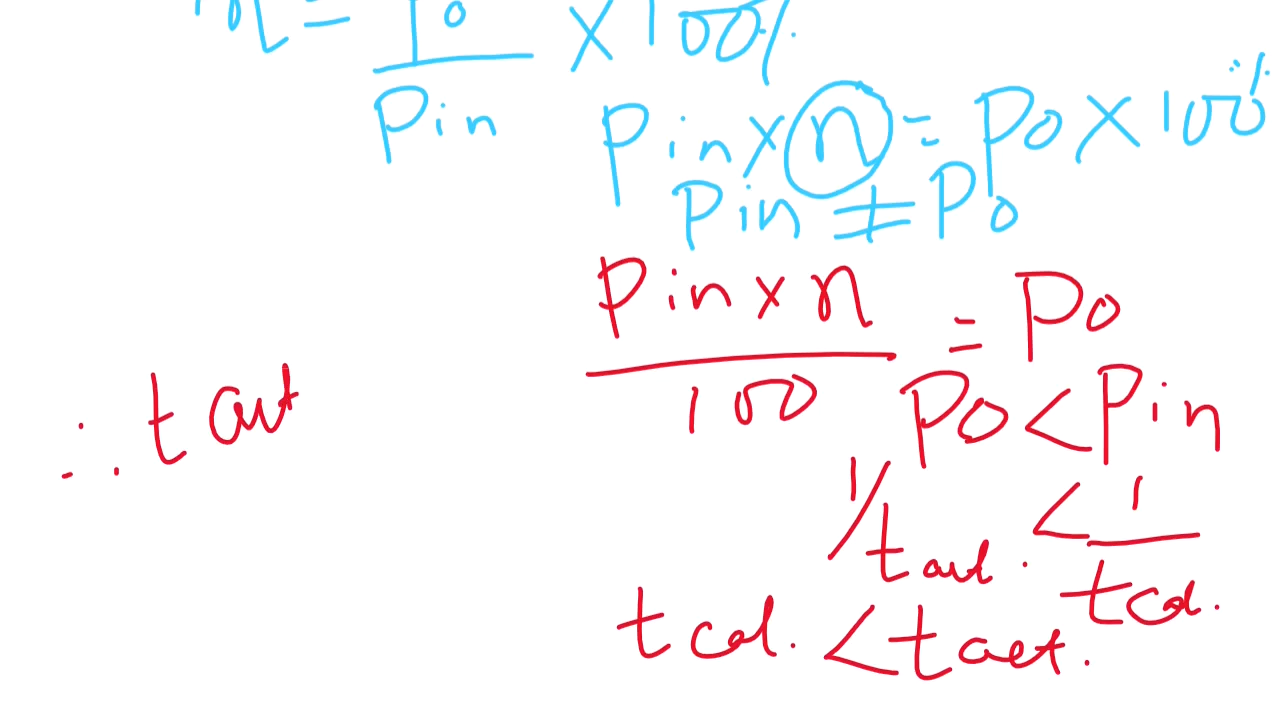 η = Po / Pin × 100%
Pin × η = Po × 100%
Pin ≠ Po
Pin × η / 100 = Po
Po < Pin
1/tact. < 1/tcal.
tcal. < tact.
∴ tact